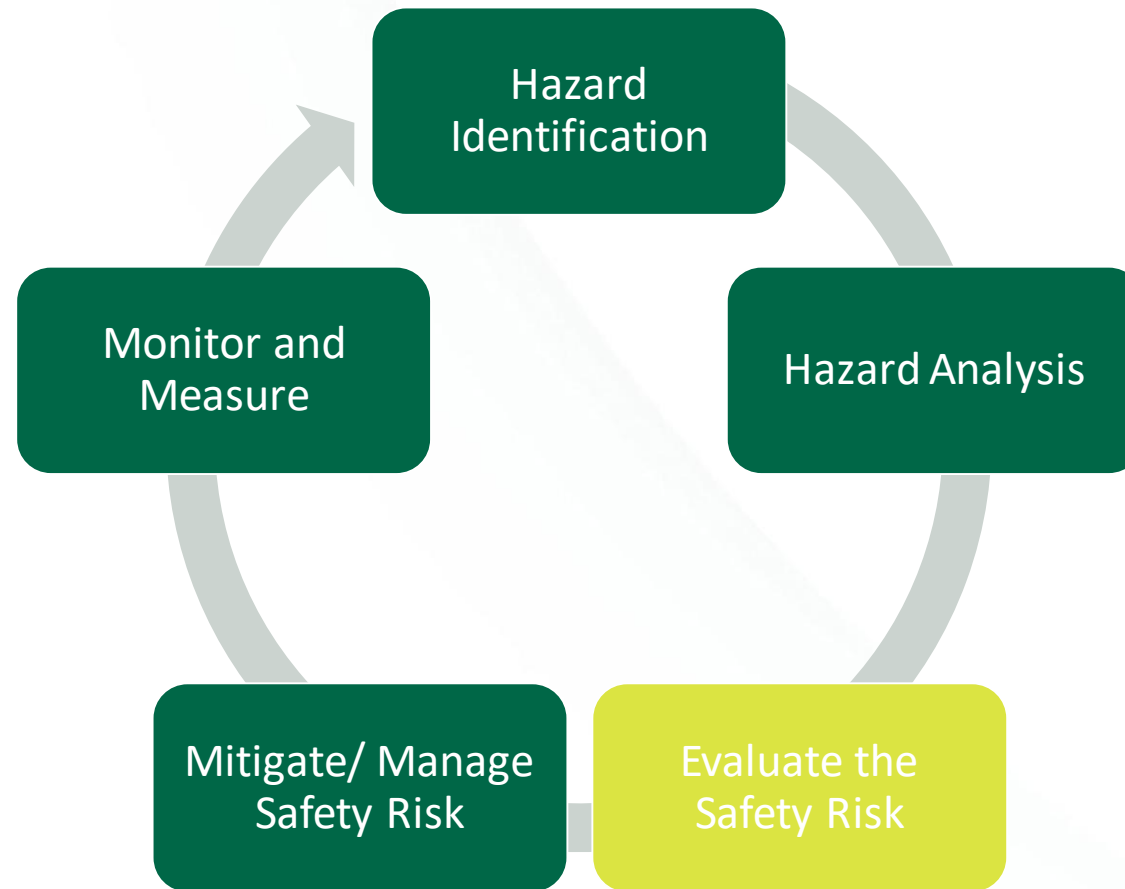 Hazard
Identification
Hazard Analysis
Evaluate the
Safety Risk
Mitigate/ Manage
Safety Risk
Monitor and
Measure